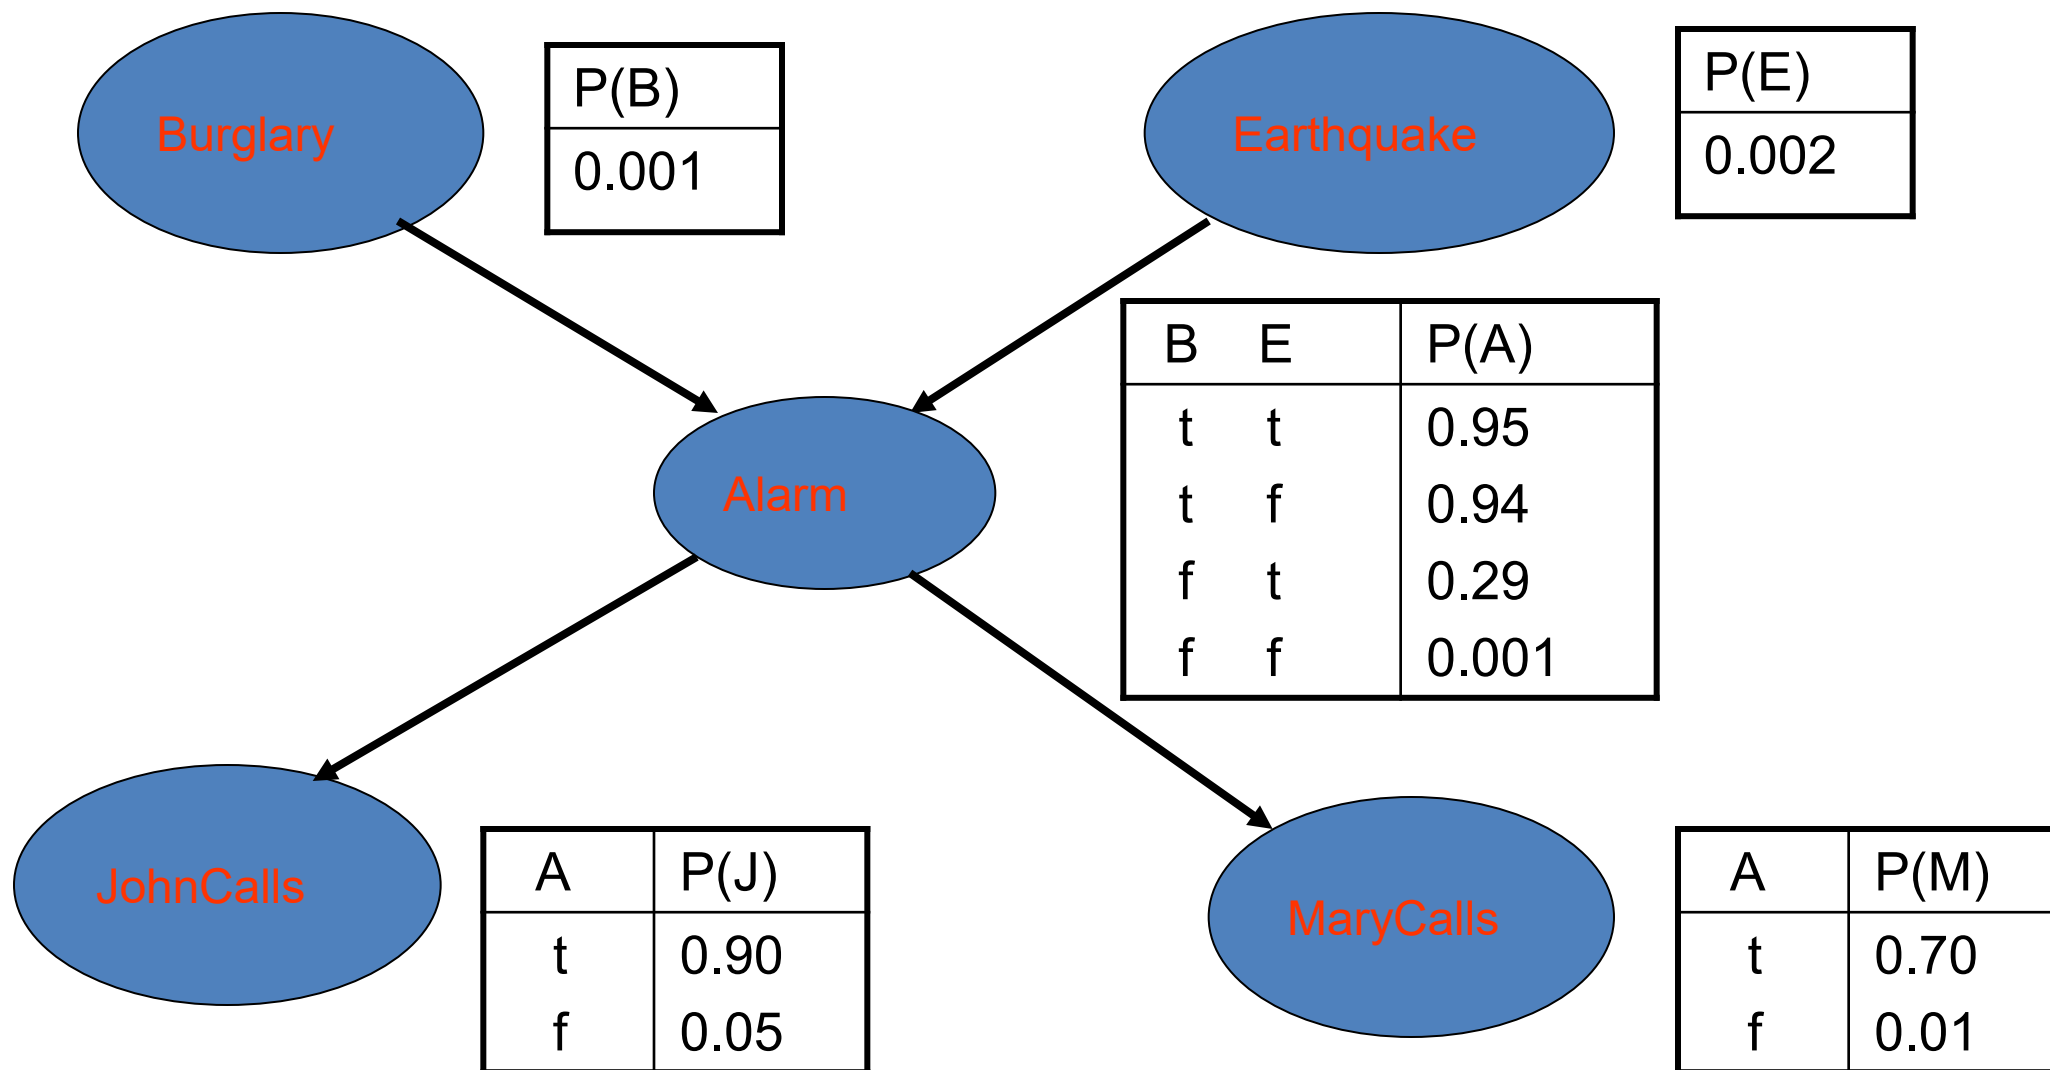 Burglary
P(B)
0.001
Earthquake
P(E)
0.002
Alarm
B E P(A)
t t 0.95
t f 0.94
f t 0.29
f f 0.001
JohnCalls
A P(J)
t 0.90
f 0.05
MaryCalls
A P(M)
t 0.70
f 0.01